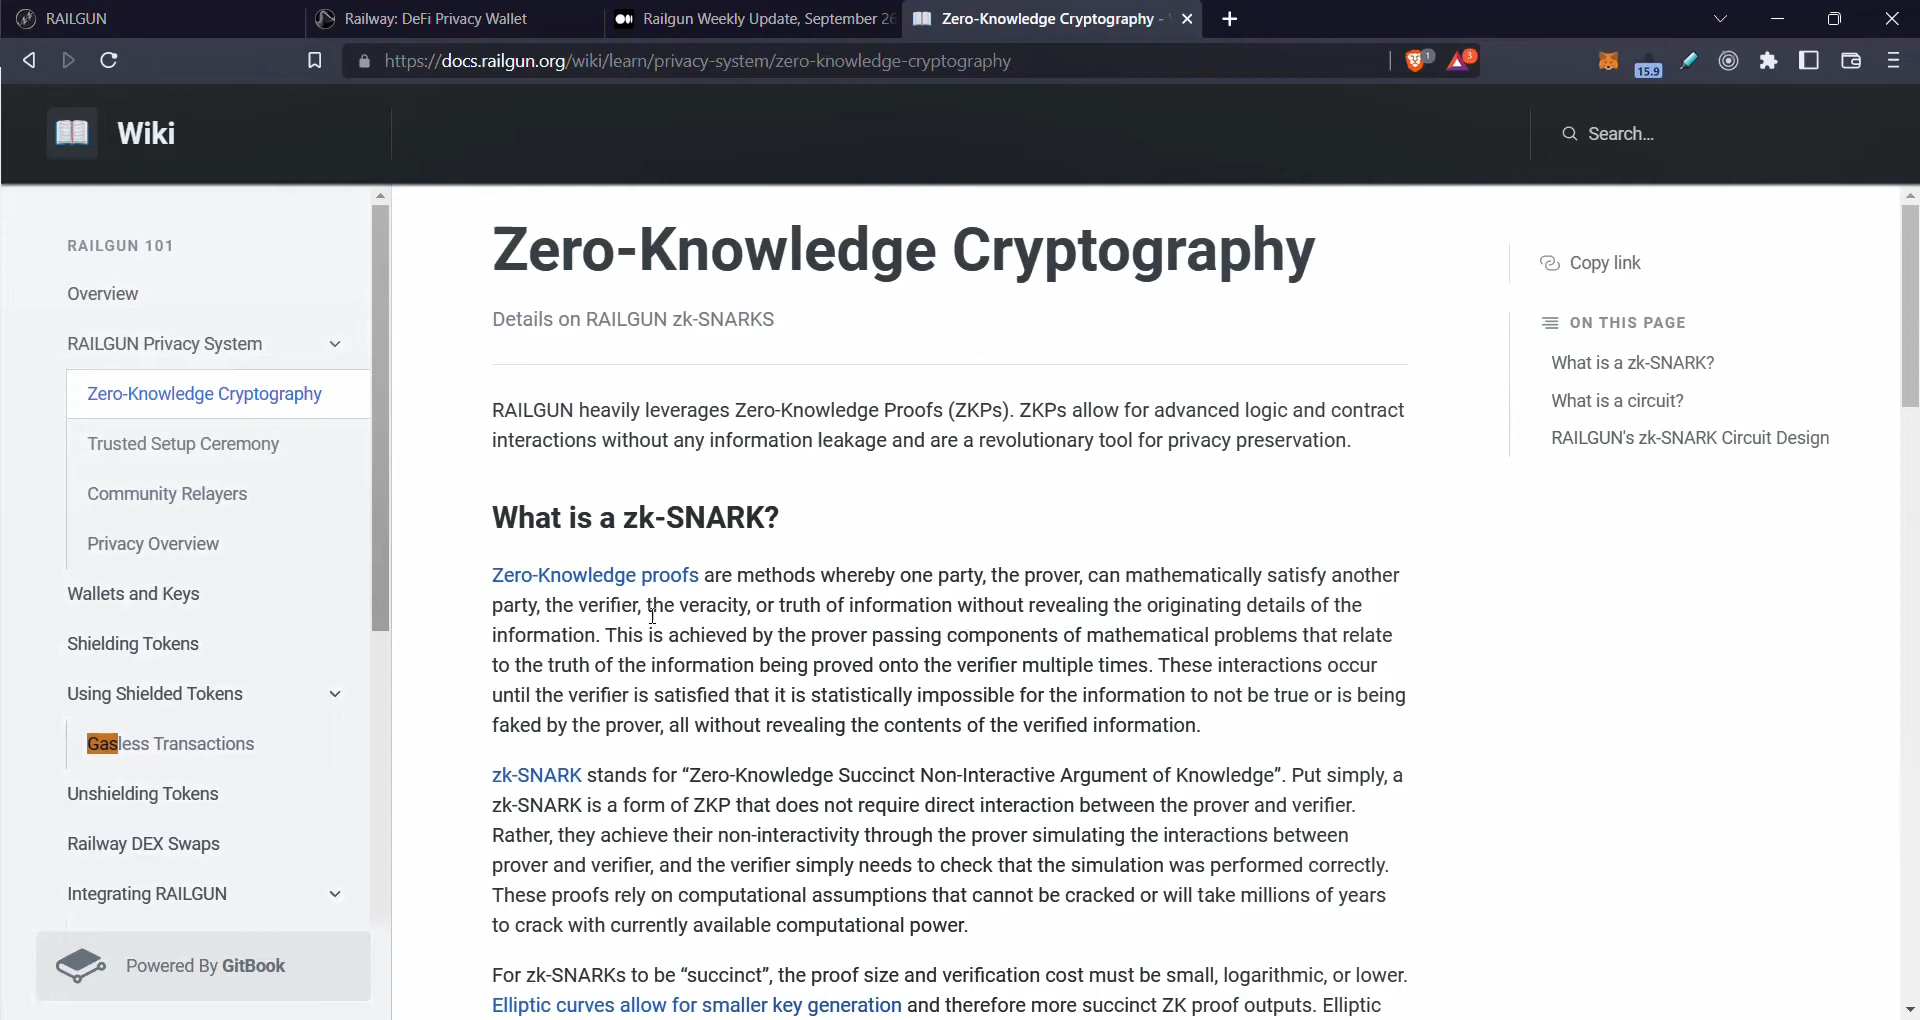 RAILGUN
Railway: DeFi Privacy Wallet
Railgun Weekly Update, September 26
Zero-Knowledge Cryptography -
https://docs.railgun.org/wiki/learn/privacy-system/zero-knowledge-cryptography
1
3
15.9
Wiki
Search...
RAILGUN 101
Overview
RAILGUN Privacy System
Zero-Knowledge Cryptography
Trusted Setup Ceremony
Community Relayers
Privacy Overview
Wallets and Keys
Shielding Tokens
Using Shielded Tokens
Gasless Transactions
Unshielding Tokens
Railway DEX Swaps
Integrating RAILGUN
Powered By GitBook
Zero-Knowledge Cryptography
Details on RAILGUN zk-SNARKS
RAILGUN heavily leverages Zero-Knowledge Proofs (ZKPs). ZKPs allow for advanced logic and contract
interactions without any information leakage and are a revolutionary tool for privacy preservation.
What is a zk-SNARK?
Zero-Knowledge proofs are methods whereby one party, the prover, can mathematically satisfy another
party, the verifier, the veracity, or truth of information without revealing the originating details of the
information. This is achieved by the prover passing components of mathematical problems that relate
to the truth of the information being proved onto the verifier multiple times. These interactions occur
until the verifier is satisfied that it is statistically impossible for the information to not be true or is being
faked by the prover, all without revealing the contents of the verified information.
zk-SNARK stands for “Zero-Knowledge Succinct Non-Interactive Argument of Knowledge”. Put simply, a
zk-SNARK is a form of ZKP that does not require direct interaction between the prover and verifier.
Rather, they achieve their non-interactivity through the prover simulating the interactions between
prover and verifier, and the verifier simply needs to check that the simulation was performed correctly.
These proofs rely on computational assumptions that cannot be cracked or will take millions of years
to crack with currently available computational power.
For zk-SNARKs to be “succinct”, the proof size and verification cost must be small, logarithmic, or lower.
Elliptic curves allow for smaller key generation and therefore more succinct ZK proof outputs. Elliptic
Copy link
ON THIS PAGE
What is a zk-SNARK?
What is a circuit?
RAILGUN's zk-SNARK Circuit Design